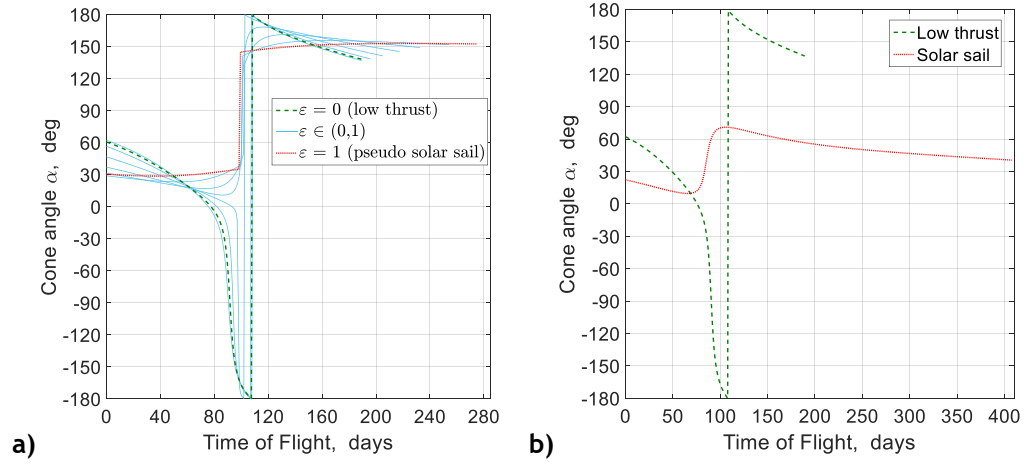 180
150
120
90
60
30
0
-30
-60
-90
-120
-150
-180
Cone angle α, deg
ε = 0 (low thrust)
ε ∈ (0,1)
ε = 1 (pseudo solar sail)
0 40 80 120 160 200 240 280
Time of Flight, days
a)
180
150
120
90
60
30
0
-30
-60
-90
-120
-150
-180
Cone angle α, deg
Low thrust
Solar sail
0 50 100 150 200 250 300 350 400
Time of Flight, days
b)